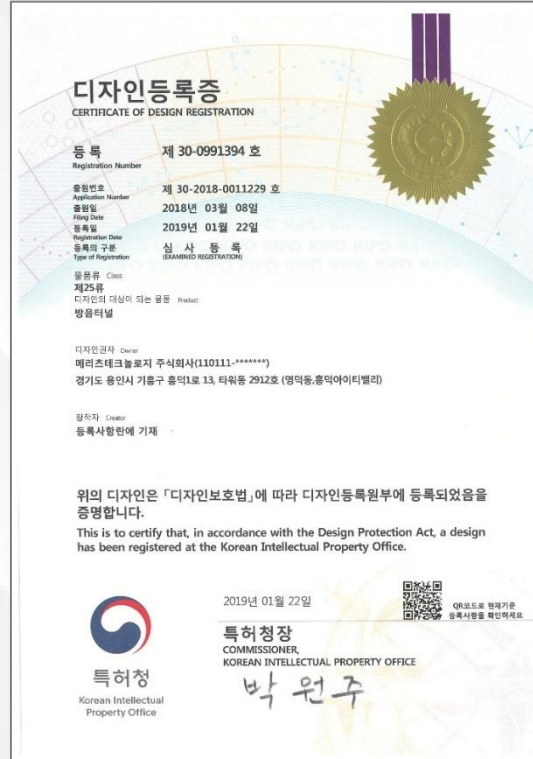 디자인등록증
CERTIFICATE OF DESIGN REGISTRATION
등 록 제 30-0991394 호
Registration Number
출원번호 제 30-2018-0011229 호
Application Number
출원일 2018년 03월 08일
Filing Date
등록일 2019년 01월 22일
Registration Date
등록의 구분 심 사 등 록
Type of Registration (EXAMINED REGISTRATION)
물품류 Class
제25류
디자인의 대상이 되는 물품 Product
방음터널
디자인권자 Owner
메리츠테크놀로지 주식회사(110111-*******)
경기도 용인시 기흥구 흥덕1로 13, 타워동 2912호 (영덕동,흥덕아이티밸리)
창작자 Creator
등록사항란에 기재
위의 디자인은 「디자인보호법」에 따라 디자인등록원부에 등록되었음을
증명합니다.
This is to certify that, in accordance with the Design Protection Act, a design
has been registered at the Korean Intellectual Property Office.
2019년 01월 22일
QR코드로 현재기준
등록사항을 확인하세요
특허청장
COMMISSIONER,
KOREAN INTELLECTUAL PROPERTY OFFICE
박원주
특허청
Korean Intellectual
Property Office